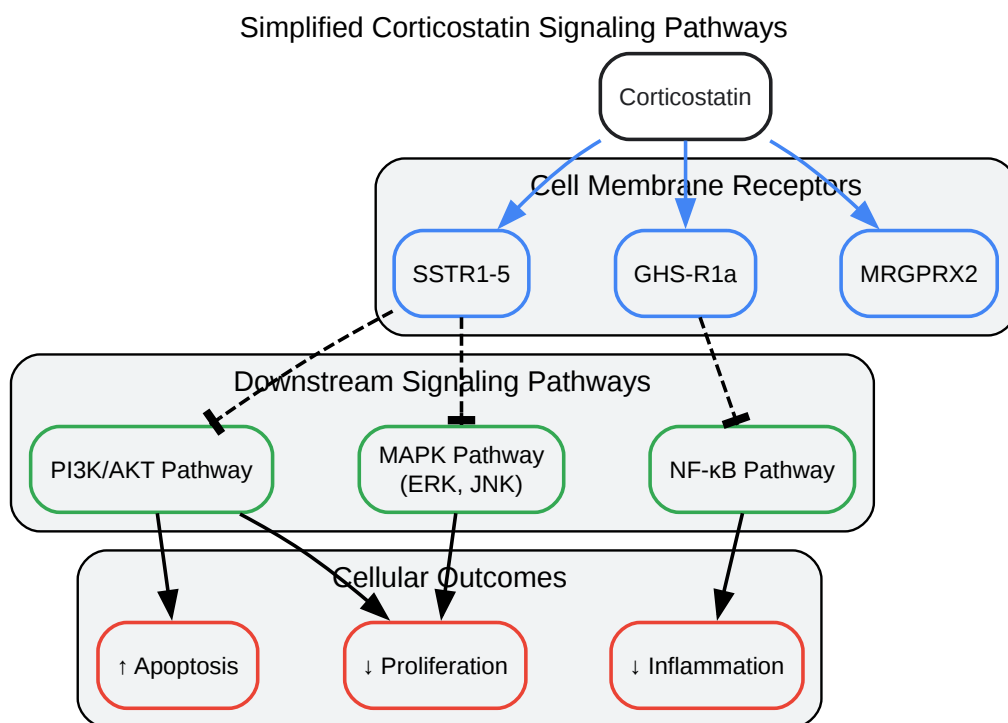 Simplified Corticostatin Signaling Pathways
Corticostatin
Cell Membrane Receptors
SSTR1-5
GHS-R1a
MRGPRX2
Downstream Signaling Pathways
PI3K/AKT Pathway
MAPK Pathway
(ERK, JNK)
NF-κB Pathway
Cellular Outcomes
↑ Apoptosis
↓ Proliferation
↓ Inflammation